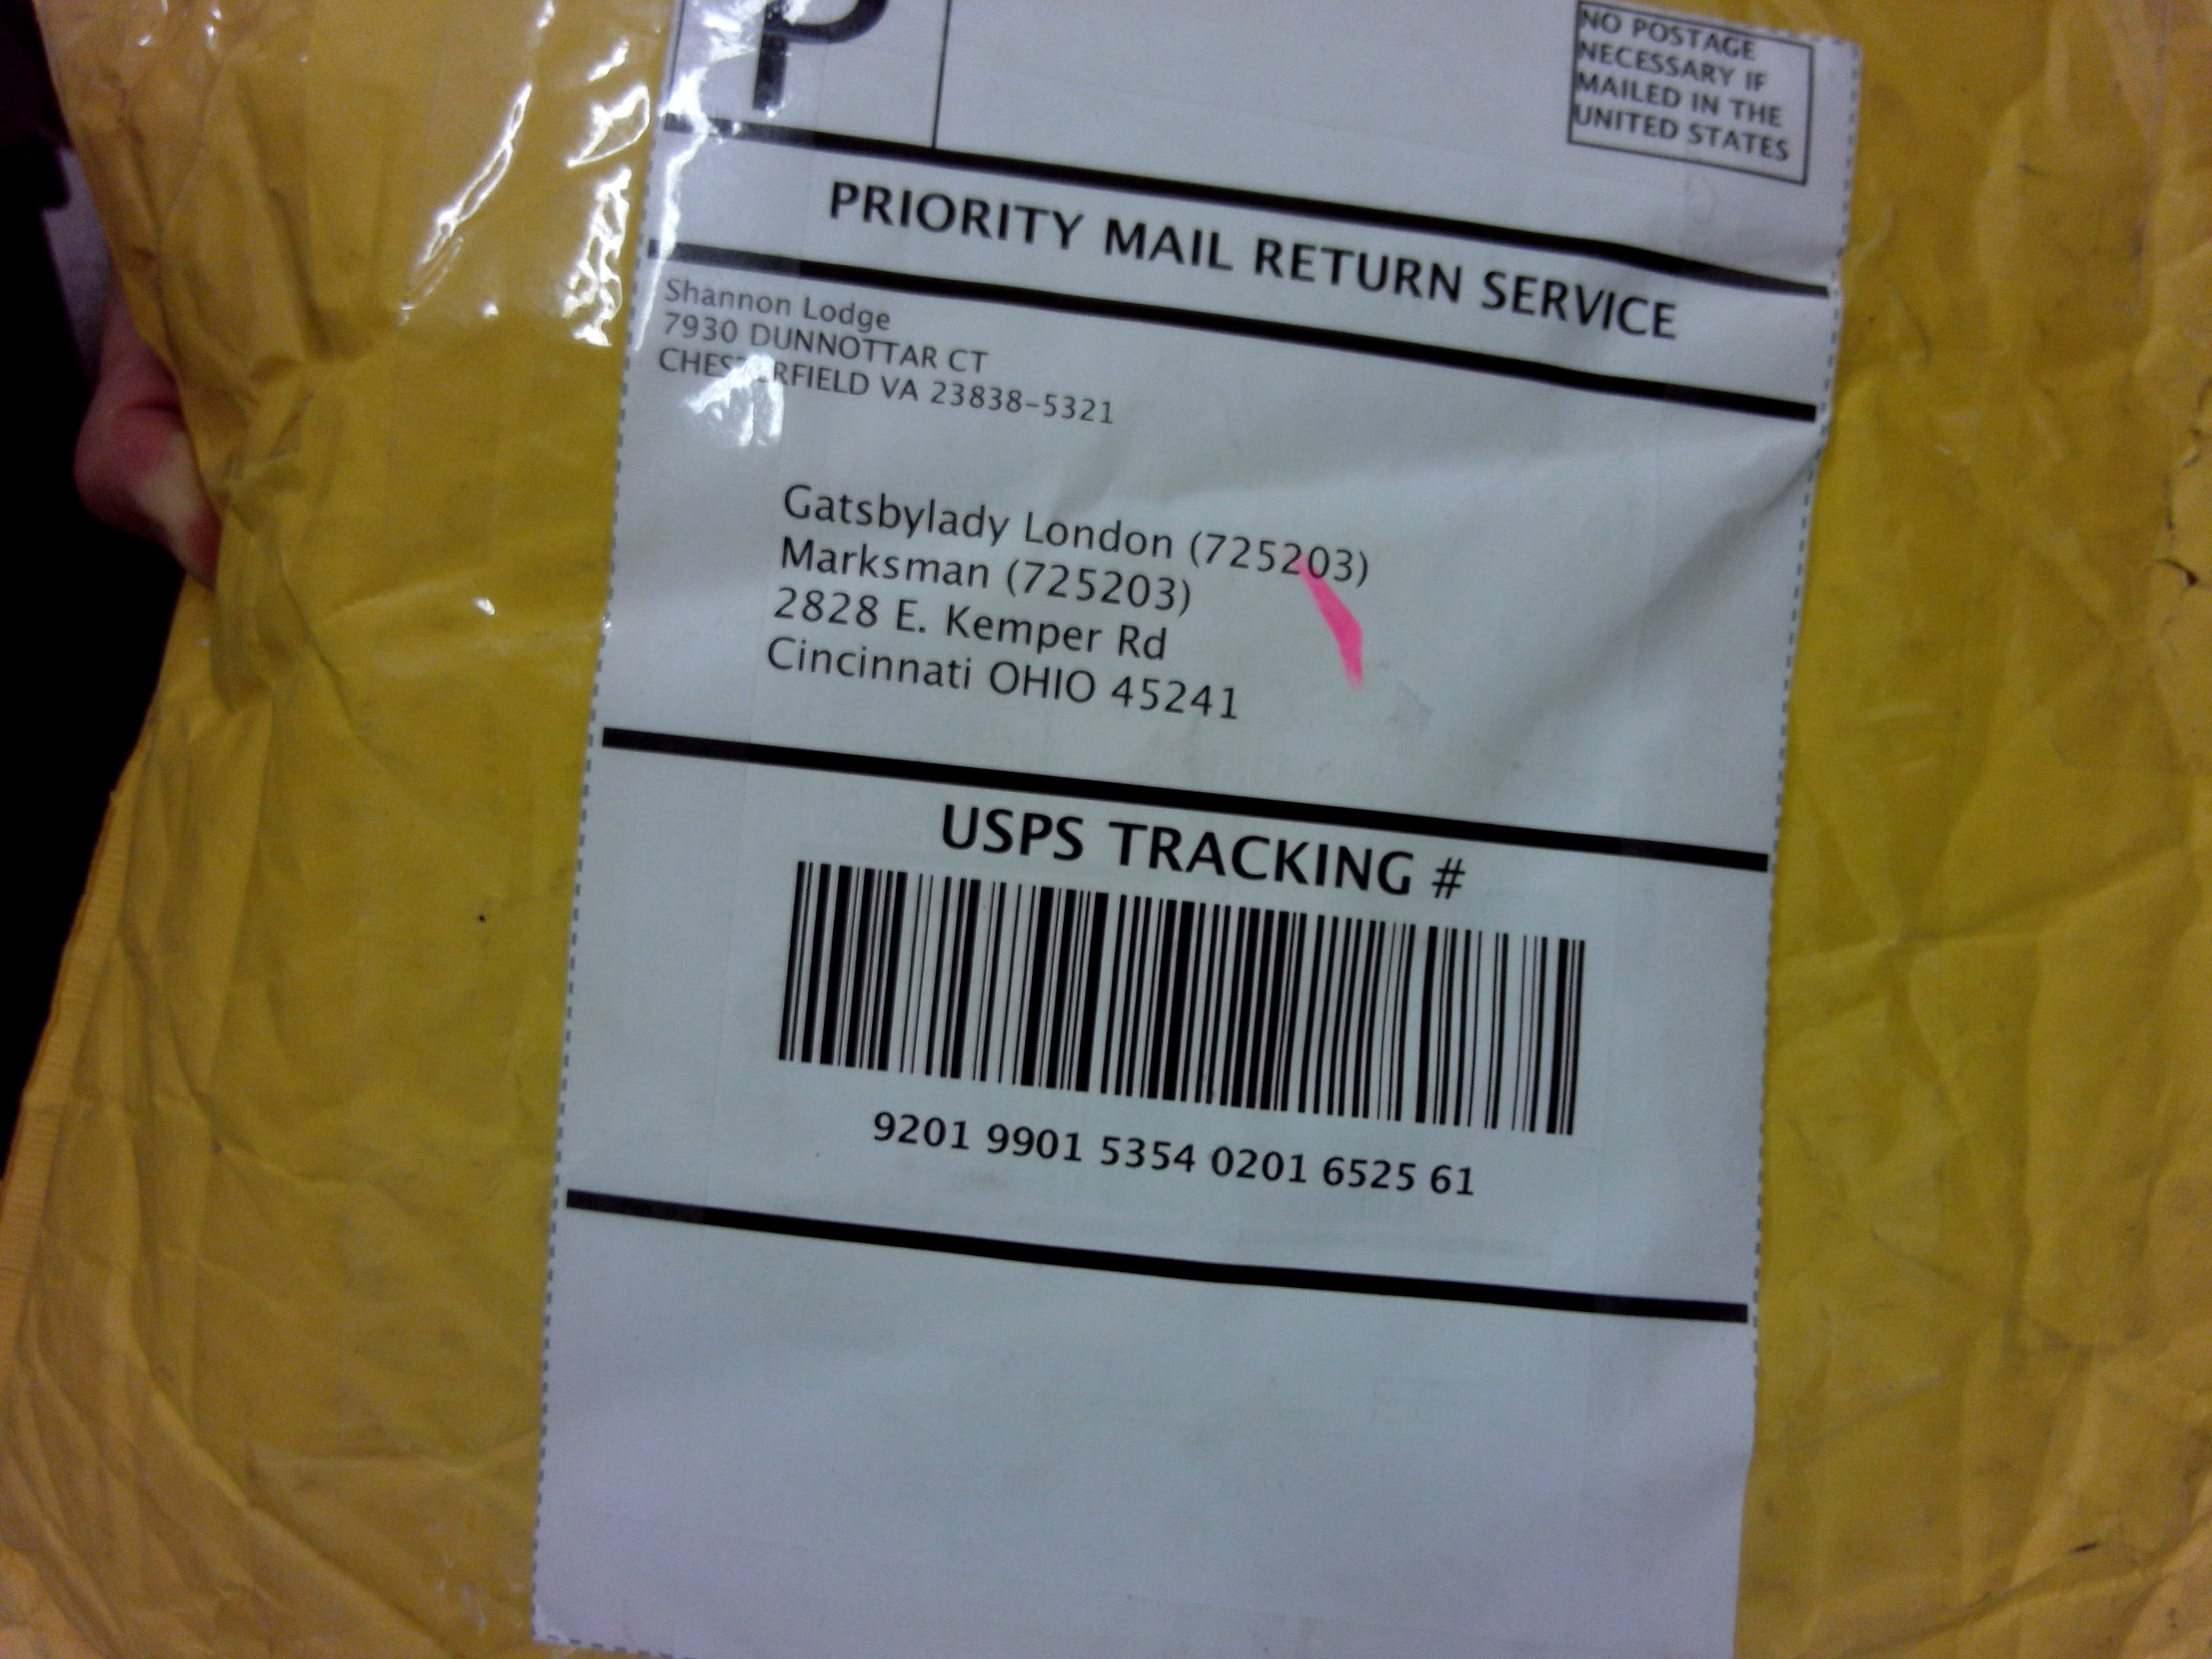 P
NO POSTAGE
NECESSARY IF
MAILED IN THE
UNITED STATES
PRIORITY MAIL RETURN SERVICE
Shannon Lodge
7930 DUNNOTTAR CT
CHESTERFIELD VA 23838-5321
Gatsbylady London (725203)
Marksman (725203)
2828 E. Kemper Rd
Cincinnati OHIO 45241
USPS TRACKING #
9201 9901 5354 0201 6525 61